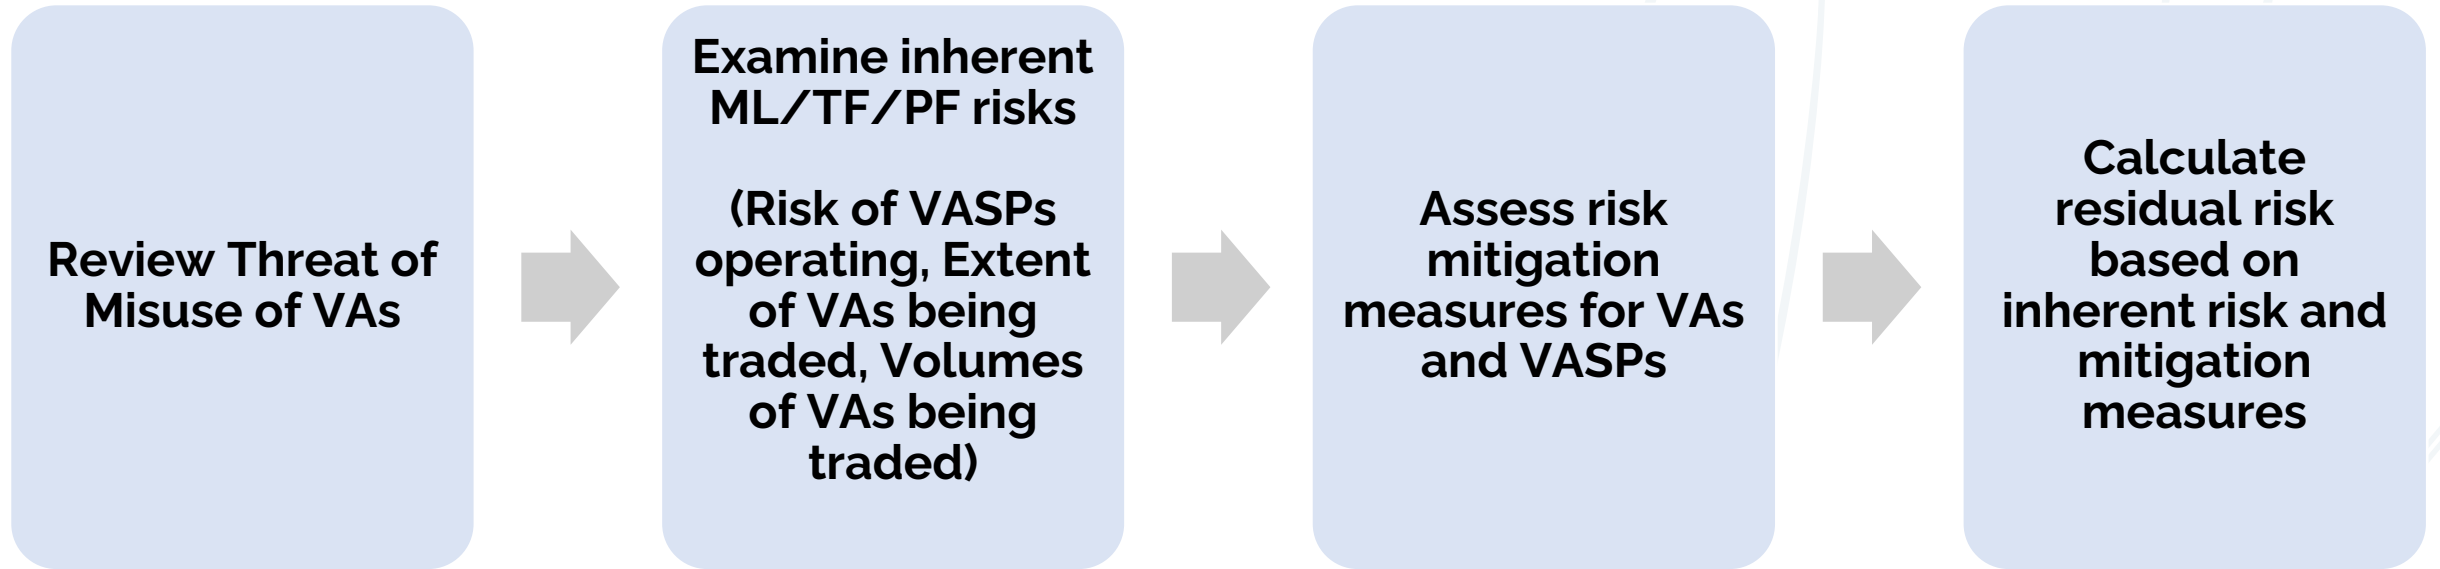 Review Threat of
Misuse of VAs
Examine inherent
ML/TF/PF risks
(Risk of VASPs
operating, Extent
of VAs being
traded, Volumes
of VAs being
traded)
Assess risk
mitigation
measures for VAs
and VASPs
Calculate
residual risk
based on
inherent risk and
mitigation
measures